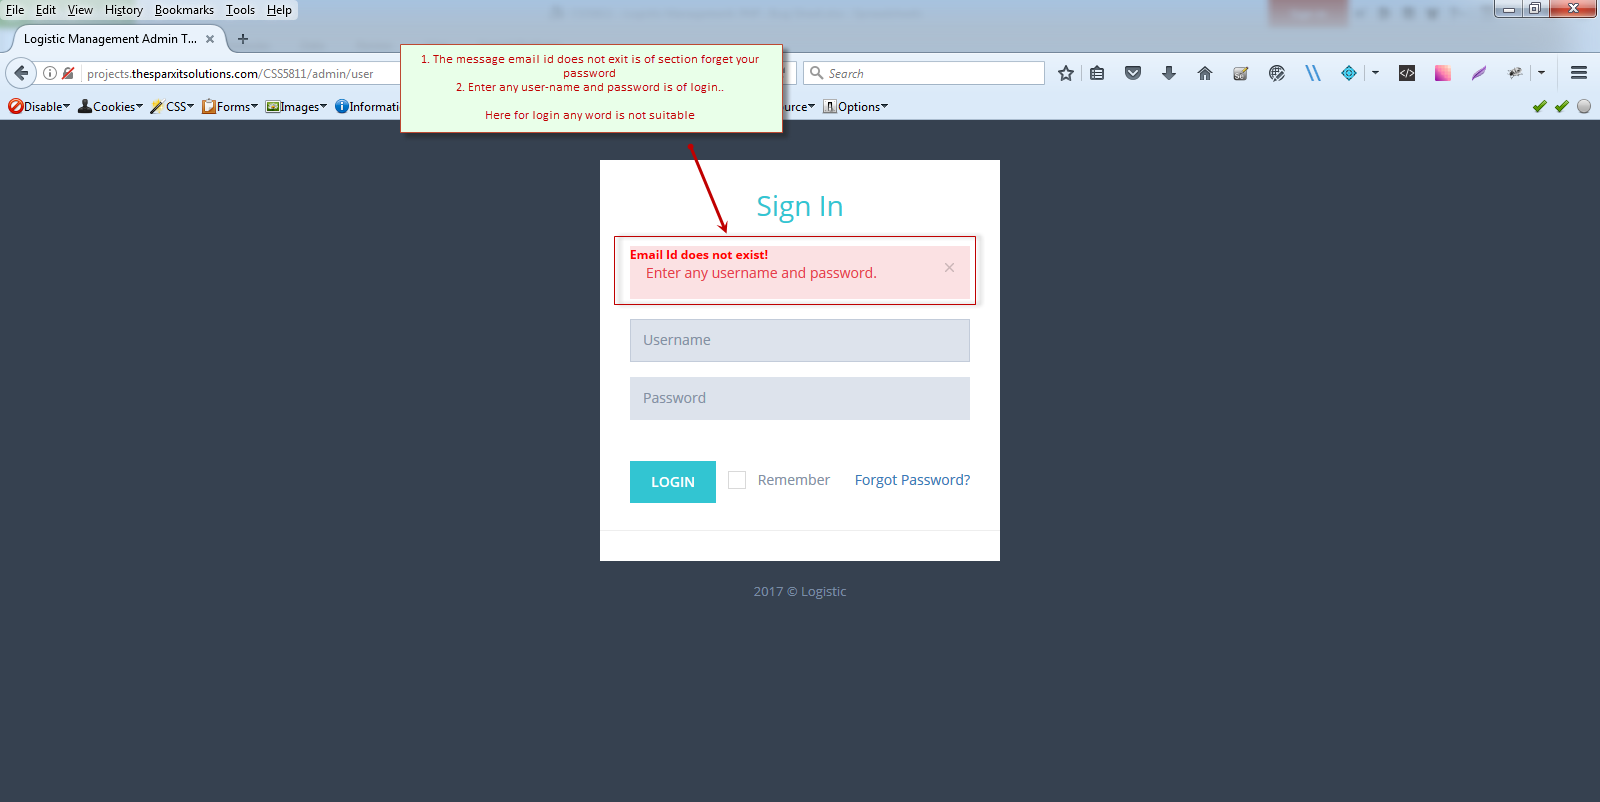 File Edit View History Bookmarks Tools Help
Logistic Management Admin T...
projects.thesparxitsolutions.com/CSS5811/admin/user
Search
Disable Cookies CSS Forms Images Informati
urce Options
1. The message email id does not exit is of section forget your
password
2. Enter any user-name and password is of login..
Here for login any word is not suitable
Sign In
Email Id does not exist!
Enter any username and password.
Username
Password
LOGIN Remember Forgot Password?
2017 © Logistic